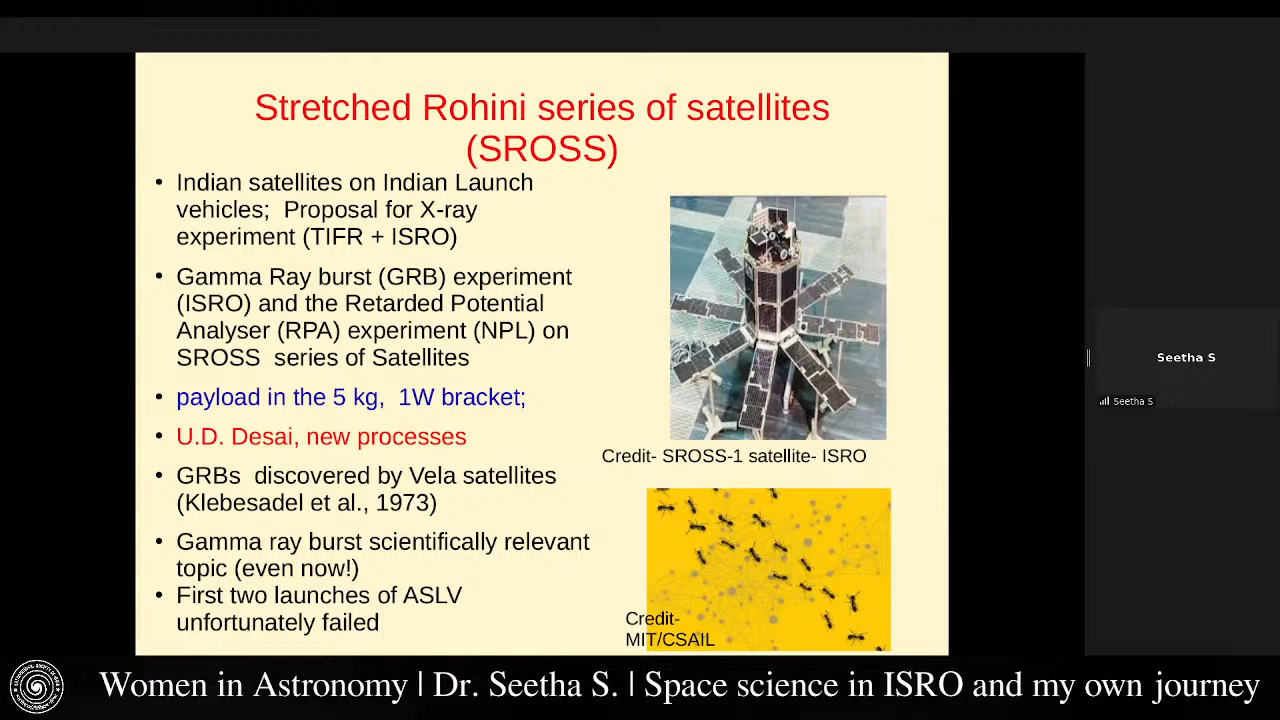 Stretched Rohini series of satellites
(SROSS)
• Indian satellites on Indian Launch
vehicles;  Proposal for X-ray
experiment (TIFR + ISRO)
• Gamma Ray burst (GRB) experiment
(ISRO) and the Retarded Potential
Analyser (RPA) experiment (NPL) on
SROSS  series of Satellites
• payload in the 5 kg,  1W bracket;
• U.D. Desai, new processes
• GRBs  discovered by Vela satellites
(Klebesadel et al., 1973)
• Gamma ray burst scientifically relevant
topic (even now!)
• First two launches of ASLV
unfortunately failed
Credit- SROSS-1 satellite- ISRO
Credit-
MIT/CSAIL
Seetha S
Seetha S
Women in Astronomy | Dr. Seetha S. | Space science in ISRO and my own journey